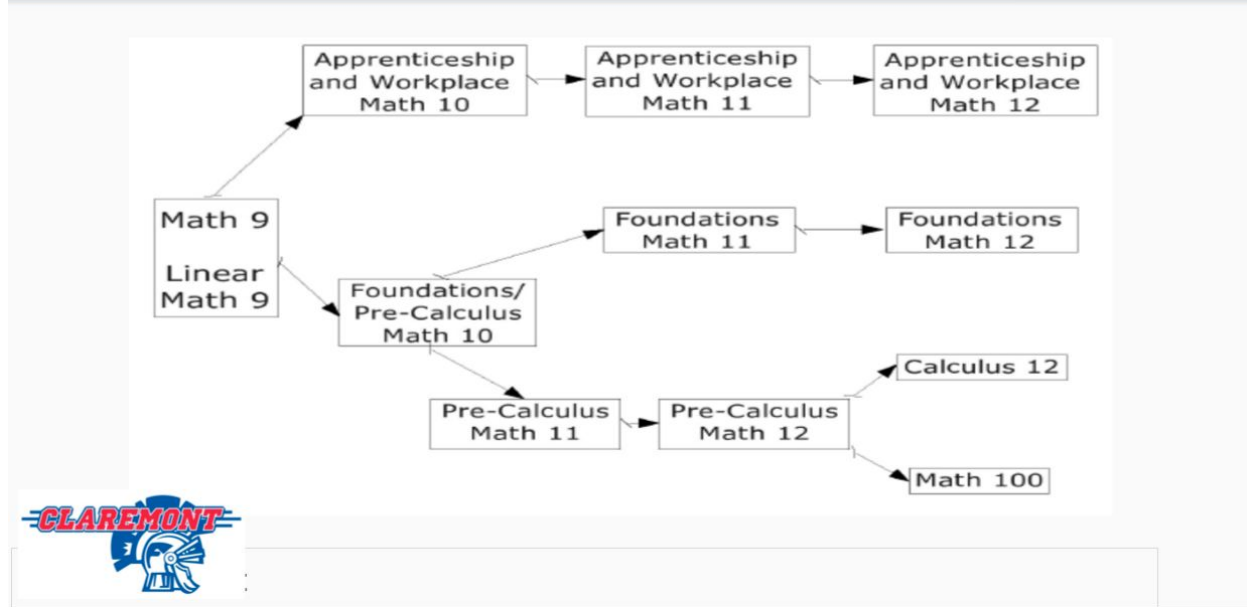 Apprenticeship
and Workplace
Math 10
Apprenticeship
and Workplace
Math 11
Apprenticeship
and Workplace
Math 12
Math 9
Linear
Math 9
Foundations/
Pre-Calculus
Math 10
Foundations
Math 11
Foundations
Math 12
Pre-Calculus
Math 11
Pre-Calculus
Math 12
Calculus 12
Math 100
CLAREMONT
: